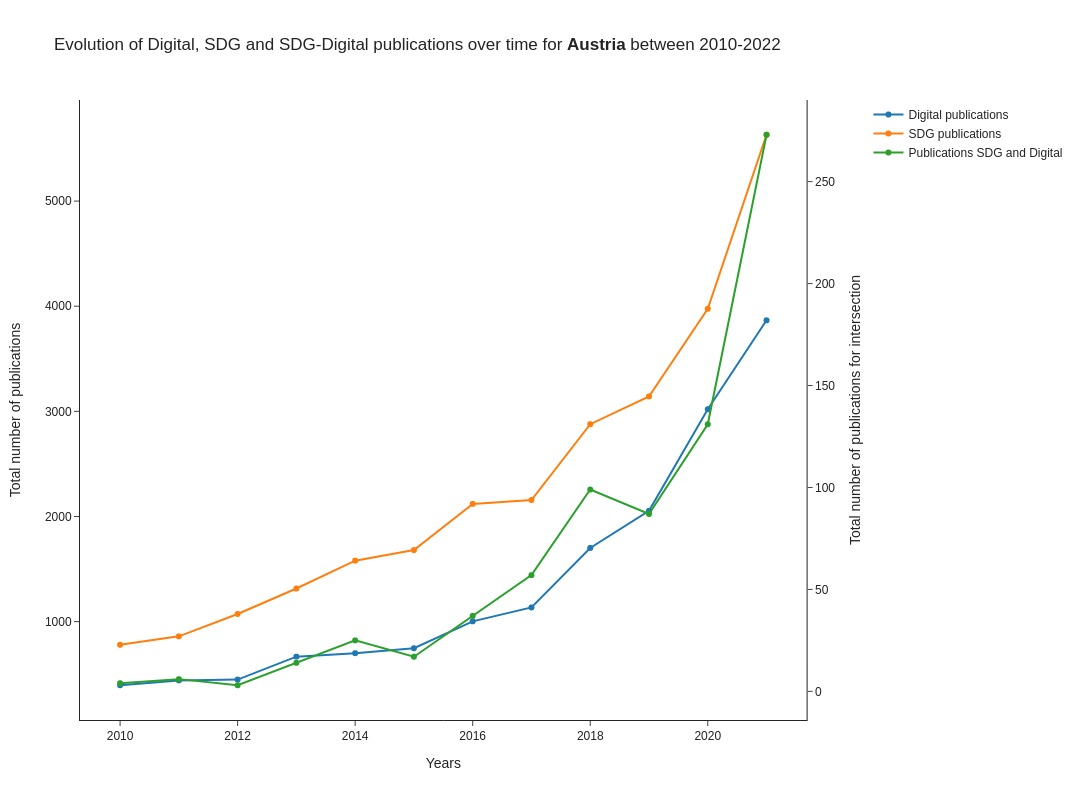 Evolution of Digital, SDG and SDG-Digital publications over time for Austria between 2010-2022
Digital publications
SDG publications
Publications SDG and Digital
Total number of publications
5000
4000
3000
2000
1000
250
200
150
100
50
0
Total number of publications for intersection
2010 2012 2014 2016 2018 2020
Years